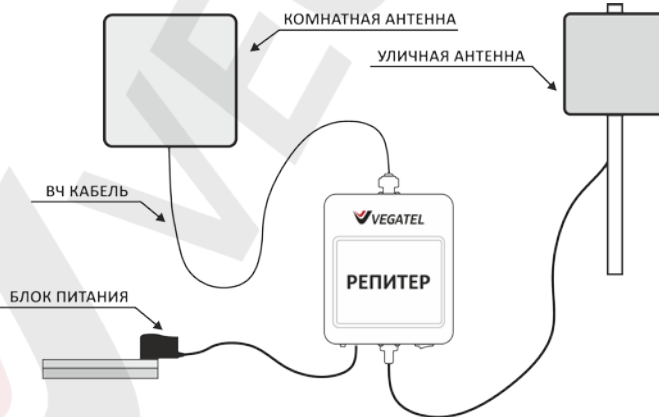 КОМНАТНАЯ АНТЕННА
УЛИЧНАЯ АНТЕННА
ВЧ КАБЕЛЬ
VEGATEL
РЕПИТЕР
БЛОК ПИТАНИЯ